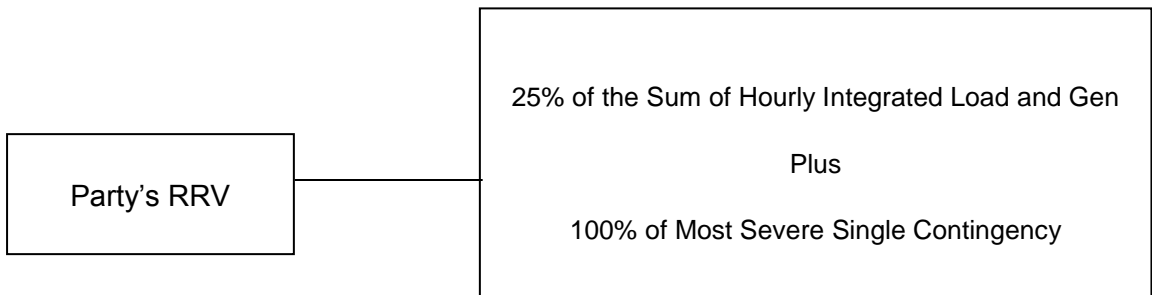 Party’s RRV
25% of the Sum of Hourly Integrated Load and Gen
Plus
100% of Most Severe Single Contingency